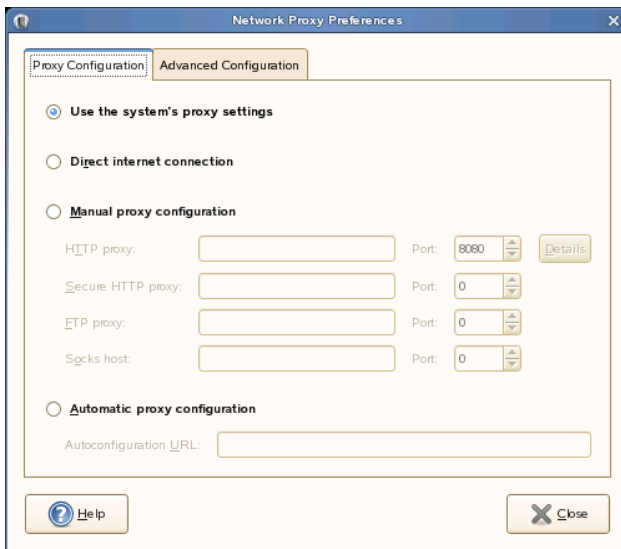 Network Proxy Preferences
Proxy Configuration Advanced Configuration
Use the system's proxy settings
Direct internet connection
Manual proxy configuration
HTTP proxy: Port: 8080 Details
Secure HTTP proxy: Port: 0
FTP proxy: Port: 0
Socks host: Port: 0
Automatic proxy configuration
Autoconfiguration URL:
Help Close